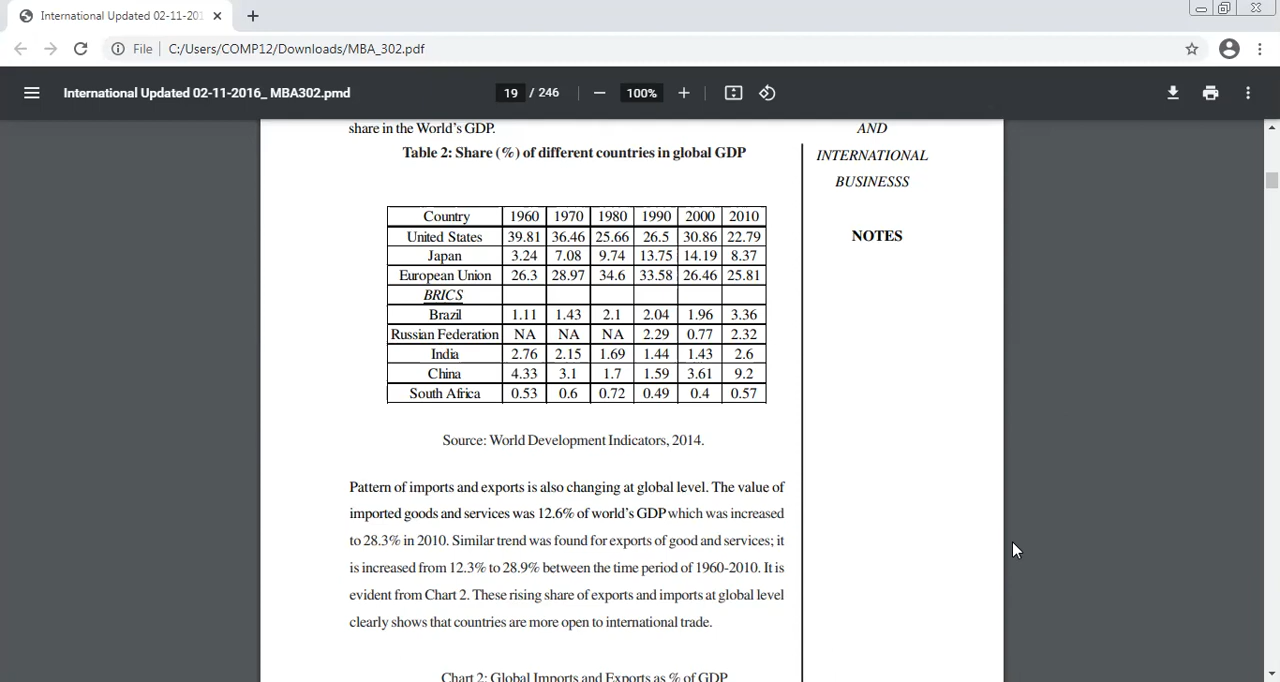 International Updated 02-11-201
File C:/Users/COMP12/Downloads/MBA_302.pdf
International Updated 02-11-2016_ MBA302.pmd 19 / 246 100%
share in the World's GDP.
Table 2: Share (%) of different countries in global GDP
Country 1960 1970 1980 1990 2000 2010
United States 39.81 36.46 25.66 26.5 30.86 22.79
Japan 3.24 7.08 9.74 13.75 14.19 8.37
European Union 26.3 28.97 34.6 33.58 26.46 25.81
BRICS
Brazil 1.11 1.43 2.1 2.04 1.96 3.36
Russian Federation NA NA NA 2.29 0.77 2.32
India 2.76 2.15 1.69 1.44 1.43 2.6
China 4.33 3.1 1.7 1.59 3.61 9.2
South Africa 0.53 0.6 0.72 0.49 0.4 0.57
Source: World Development Indicators, 2014.
Pattern of imports and exports is also changing at global level. The value of
imported goods and services was 12.6% of world's GDP which was increased
to 28.3% in 2010. Similar trend was found for exports of good and services; it
is increased from 12.3% to 28.9% between the time period of 1960-2010. It is
evident from Chart 2. These rising share of exports and imports at global level
clearly shows that countries are more open to international trade.
Chart 2: Global Imports and Exports as % of GDP
AND
INTERNATIONAL
BUSINESSS
NOTES